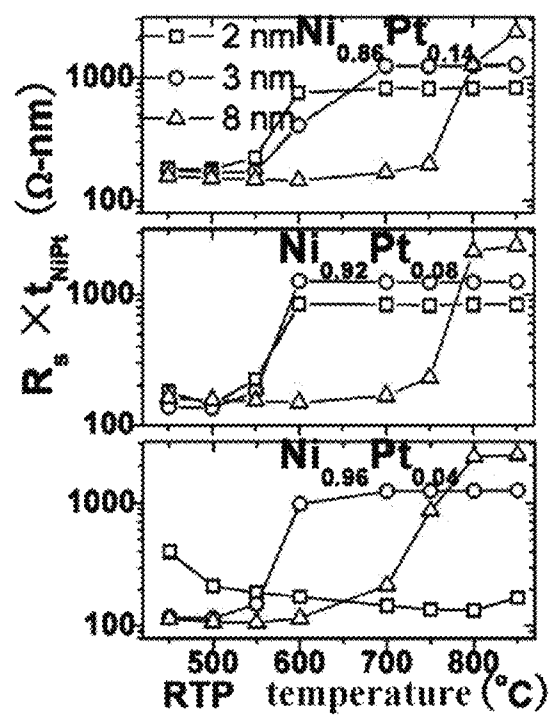 2 nm
3 nm
8 nm
Ni0.86Pt0.14
1000
100
Ni0.92Pt0.08
1000
100
Ni0.96Pt0.04
1000
100
Rs × tNiPt (Ω-nm)
500 600 700 800
RTP temperature (°C)